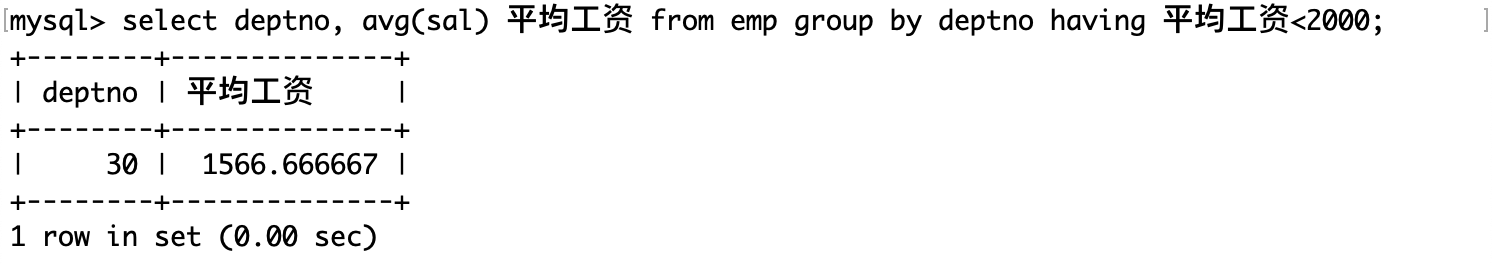 [mysql> select deptno, avg(sal) 平均工资 from emp group by deptno having 平均工资<2000; ]
+--------+--------------+
| deptno | 平均工资     |
+--------+--------------+
|     30 |  1566.666667 |
+--------+--------------+
1 row in set (0.00 sec)